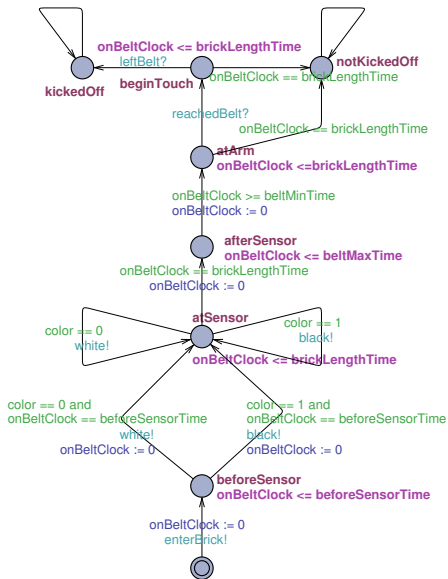 onBeltClock <= brickLengthTime
leftBelt?
notKickedOff
kickedOff
beginTouch
onBeltClock == brickLengthTime
reachedBelt?
onBeltClock == brickLengthTime
atArm
onBeltClock <=brickLengthTime
onBeltClock >= beltMinTime
onBeltClock := 0
afterSensor
onBeltClock <= beltMaxTime
onBeltClock == brickLengthTime
onBeltClock := 0
atSensor
color == 0
white!
color == 1
black!
onBeltClock <= brickLengthTime
color == 0 and
onBeltClock == beforeSensorTime
white!
onBeltClock := 0
color == 1 and
onBeltClock == beforeSensorTime
black!
onBeltClock := 0
beforeSensor
onBeltClock <= beforeSensorTime
onBeltClock := 0
enterBrick!